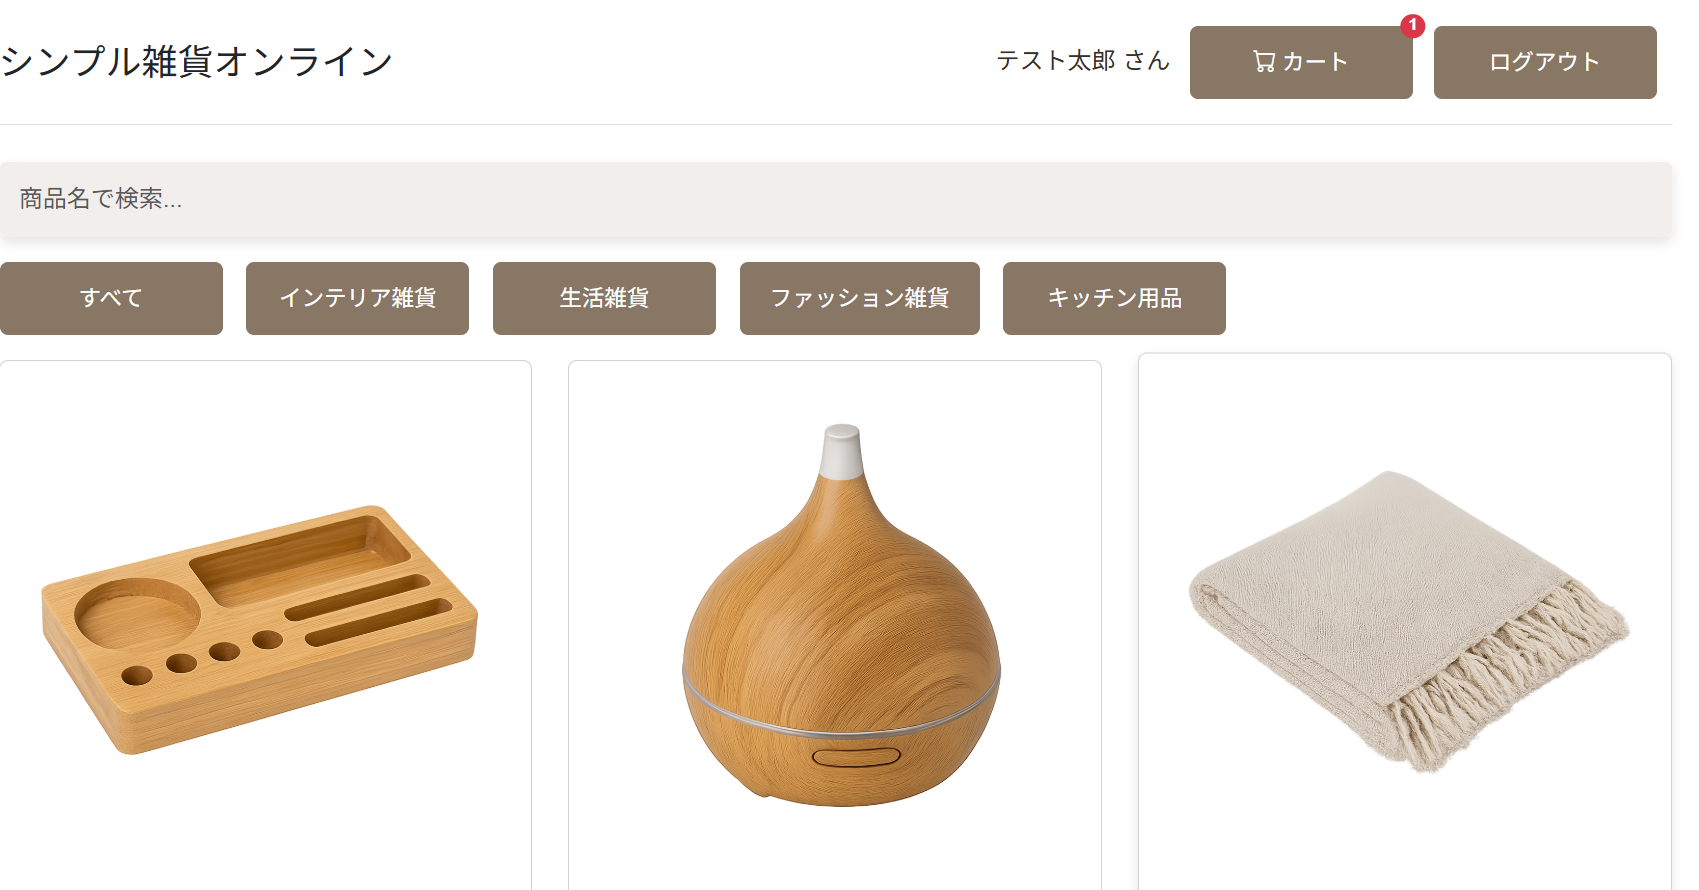 シンプル雑貨オンライン
テスト太郎 さん
カート
1
ログアウト
商品名で検索...
すべて
インテリア雑貨
生活雑貨
ファッション雑貨
キッチン用品